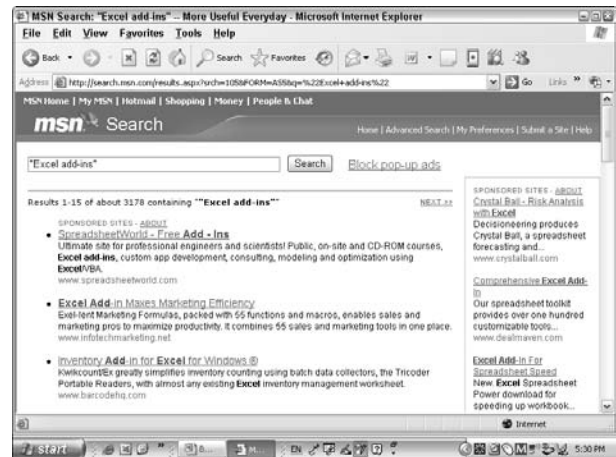 MSN Search: "Excel add-ins" -- More Useful Everyday - Microsoft Internet Explorer
File Edit View Favorites Tools Help
Back Search Favorites
Address http://search.msn.com/results.aspx?srch=105&FORM=AS5&q=%22Excel+add-ins%22 Go Links »
MSN Home | My MSN | Hotmail | Shopping | Money | People & Chat
msn Search
Home | Advanced Search | My Preferences | Submit a Site | Help
"Excel add-ins" Search Block pop-up ads
Results 1-15 of about 3178 containing ""Excel add-ins"" NEXT >>
SPONSORED SITES - ABOUT
• SpreadsheetWorld - Free Add - Ins
Ultimate site for professional engineers and scientists! Public, on-site and CD-ROM courses,
Excel add-ins, custom app development, consulting, modeling and optimization using
Excel/VBA.
www.spreadsheetworld.com
• Excel Add-in Maxes Marketing Efficiency
Exel-lent Marketing Formulas, packed with 55 functions and macros, enables sales and
marketing pros to maximize productivity. It combines 55 sales and marketing tools in one place.
www.infotechmarketing.net
• Inventory Add-in for Excel for Windows ®
KwikcountEx greatly simplifies inventory counting using batch data collectors, the Tricoder
Portable Readers, with almost any existing Excel inventory management worksheet.
www.barcodehq.com
SPONSORED SITES - ABOUT
Crystal Ball - Risk Analysis
with Excel
Decisioneering produces
Crystal Ball, a spreadsheet
forecasting and...
www.crystalball.com
Comprehensive Excel Add-
In
Our spreadsheet toolkit
provides over one hundred
customizable tools...
www.dealmaven.com
Excel Add-In For
Spreadsheet Speed
New. Excel Spreadsheet
Power download for
speeding up workbook...
Internet
start EN 5:30 PM